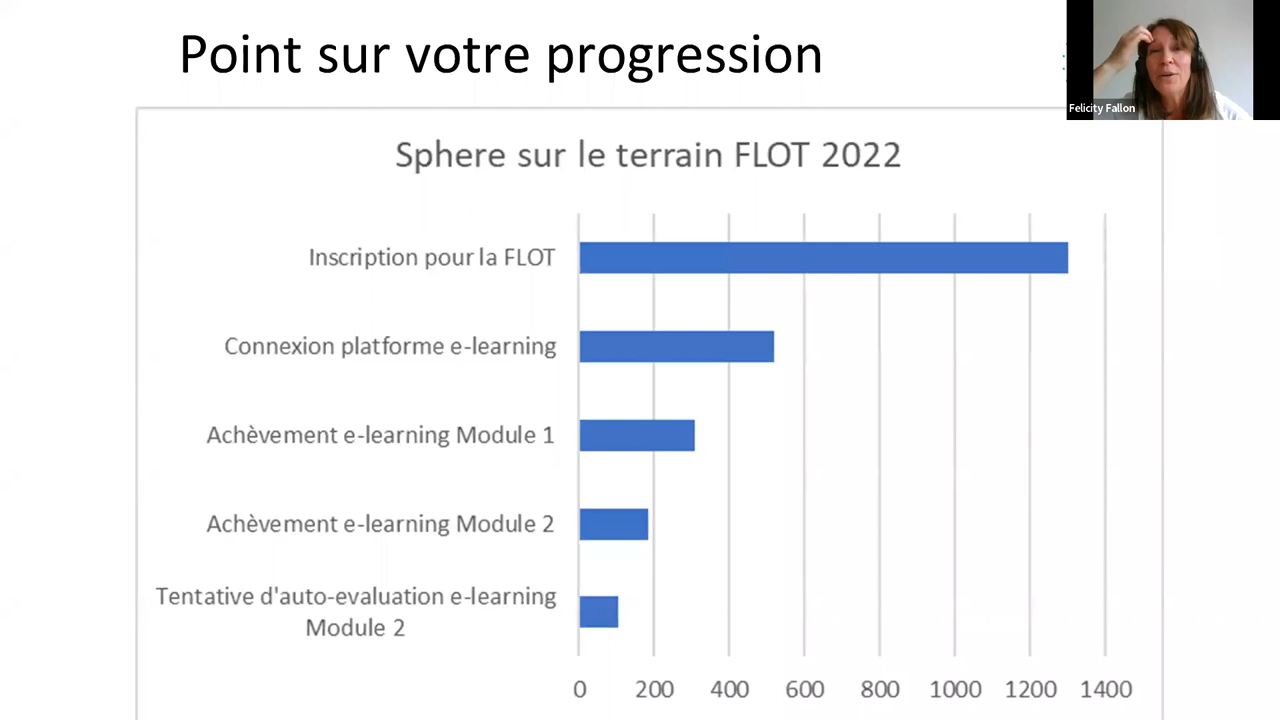 Point sur votre progression
Felicity Fallon
Sphere sur le terrain FLOT 2022
Inscription pour la FLOT
Connexion platforme e-learning
Achèvement e-learning Module 1
Achèvement e-learning Module 2
Tentative d'auto-evaluation e-learning
Module 2
0 200 400 600 800 1000 1200 1400